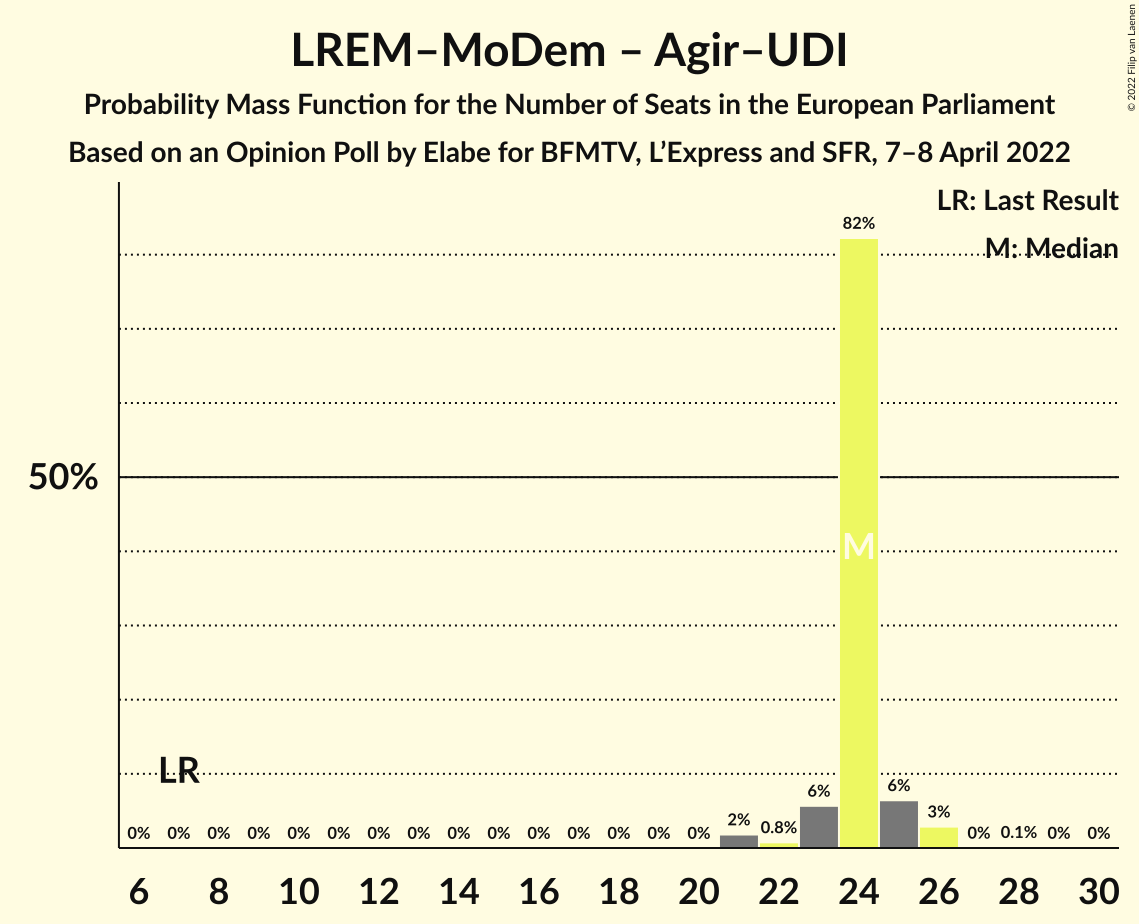 LREM–MoDem – Agir–UDI
Probability Mass Function for the Number of Seats in the European Parliament
Based on an Opinion Poll by Elabe for BFMTV, L’Express and SFR, 7–8 April 2022
© 2022 Filip van Laenen
LR: Last Result
M: Median
82%
50%
M
LR
0% 0% 0% 0% 0% 0% 0% 0% 0% 0% 0% 0% 0% 0% 0% 2% 0.8% 6% 6% 3% 0% 0.1% 0% 0%
6 8 10 12 14 16 18 20 22 24 26 28 30